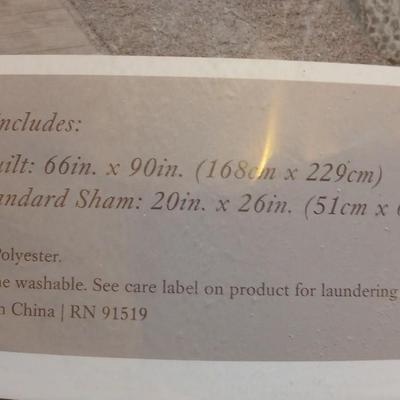 ncludes:
uilt: 66in. x 90in. (168cm x 229cm)
andard Sham: 20in. x 26in. (51cm x 6
Polyester.
ne washable. See care label on product for laundering
n China | RN 91519